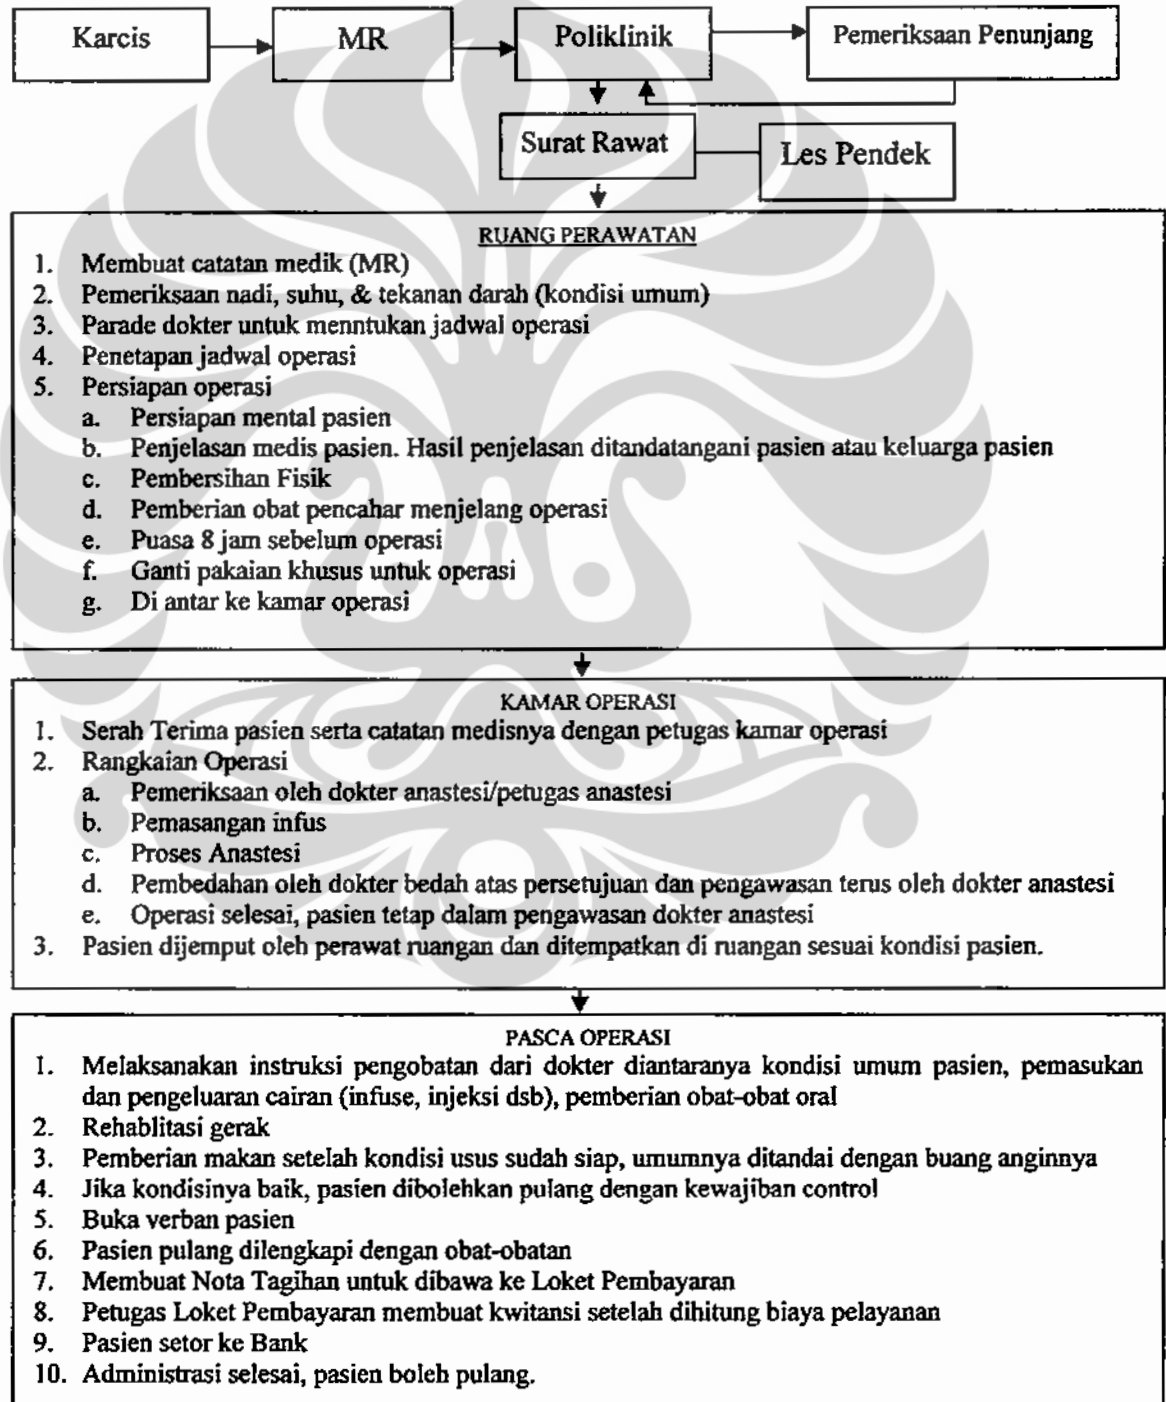 Karcis
MR
Poliklinik
Pemeriksaan Penunjang
Surat Rawat
Les Pendek
RUANG PERAWATAN
1. Membuat catatan medik (MR)
2. Pemeriksaan nadi, suhu, & tekanan darah (kondisi umum)
3. Parade dokter untuk menntukan jadwal operasi
4. Penetapan jadwal operasi
5. Persiapan operasi
a. Persiapan mental pasien
b. Penjelasan medis pasien. Hasil penjelasan ditandatangani pasien atau keluarga pasien
c. Pembersihan Fisik
d. Pemberian obat pencahar menjelang operasi
e. Puasa 8 jam sebelum operasi
f. Ganti pakaian khusus untuk operasi
g. Di antar ke kamar operasi
KAMAR OPERASI
1. Serah Terima pasien serta catatan medisnya dengan petugas kamar operasi
2. Rangkaian Operasi
a. Pemeriksaan oleh dokter anastesi/petugas anastesi
b. Pemasangan infus
c. Proses Anastesi
d. Pembedahan oleh dokter bedah atas persetujuan dan pengawasan terus oleh dokter anastesi
e. Operasi selesai, pasien tetap dalam pengawasan dokter anastesi
3. Pasien dijemput oleh perawat ruangan dan ditempatkan di ruangan sesuai kondisi pasien.
PASCA OPERASI
1. Melaksanakan instruksi pengobatan dari dokter diantaranya kondisi umum pasien, pemasukan
dan pengeluaran cairan (infuse, injeksi dsb), pemberian obat-obat oral
2. Rehablitasi gerak
3. Pemberian makan setelah kondisi usus sudah siap, umumnya ditandai dengan buang anginnya
4. Jika kondisinya baik, pasien dibolehkan pulang dengan kewajiban control
5. Buka verban pasien
6. Pasien pulang dilengkapi dengan obat-obatan
7. Membuat Nota Tagihan untuk dibawa ke Loket Pembayaran
8. Petugas Loket Pembayaran membuat kwitansi setelah dihitung biaya pelayanan
9. Pasien setor ke Bank
10. Administrasi selesai, pasien boleh pulang.